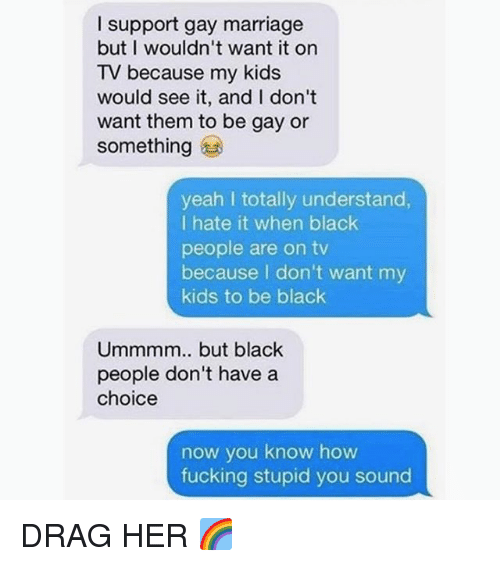 I support gay marriage
but I wouldn't want it on
TV because my kids
would see it, and I don't
want them to be gay or
something 😂
yeah I totally understand,
I hate it when black
people are on tv
because I don't want my
kids to be black
Ummmm.. but black
people don't have a
choice
now you know how
fucking stupid you sound
DRAG HER 🌈